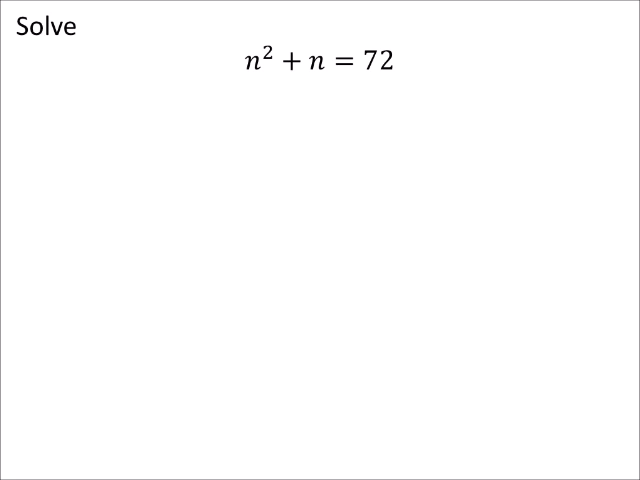 Solve
𝑛² + 𝑛 = 72